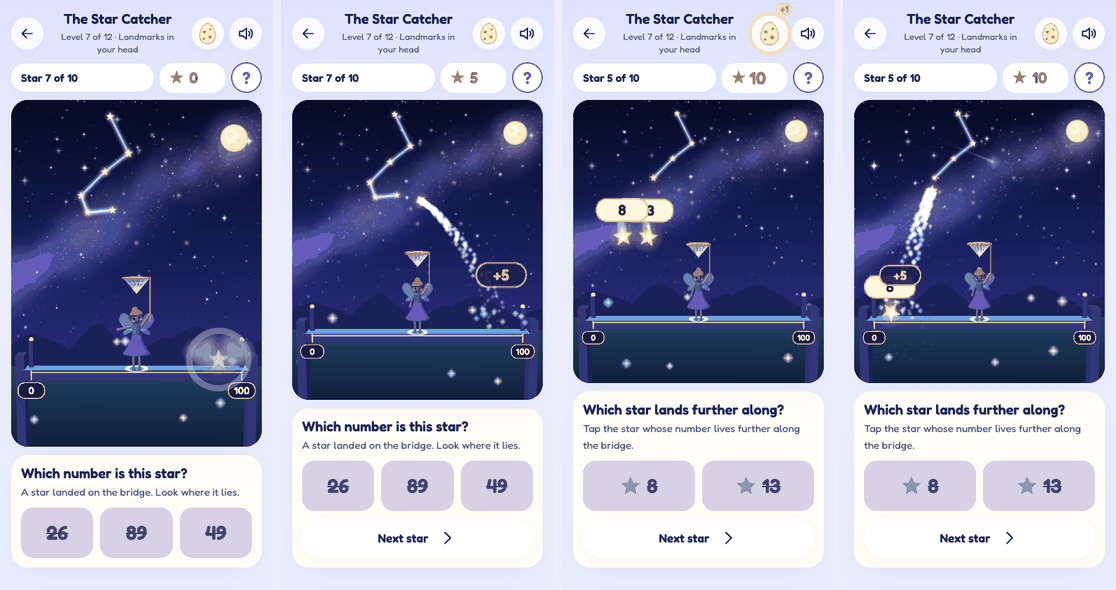 The Star Catcher
Level 7 of 12 · Landmarks in
your head
Star 7 of 10
0
?
0
100
Which number is this star?
A star landed on the bridge. Look where it lies.
26
89
49
The Star Catcher
Level 7 of 12 · Landmarks in
your head
Star 7 of 10
5
?
+5
0
100
Which number is this star?
A star landed on the bridge. Look where it lies.
26
89
49
Next star
The Star Catcher
Level 7 of 12 · Landmarks in
your head
+1
Star 5 of 10
10
?
8
3
0
100
Which star lands further along?
Tap the star whose number lives further along
the bridge.
8
13
Next star
The Star Catcher
Level 7 of 12 · Landmarks in
your head
Star 5 of 10
10
?
+5
0
100
Which star lands further along?
Tap the star whose number lives further along
the bridge.
8
13
Next star